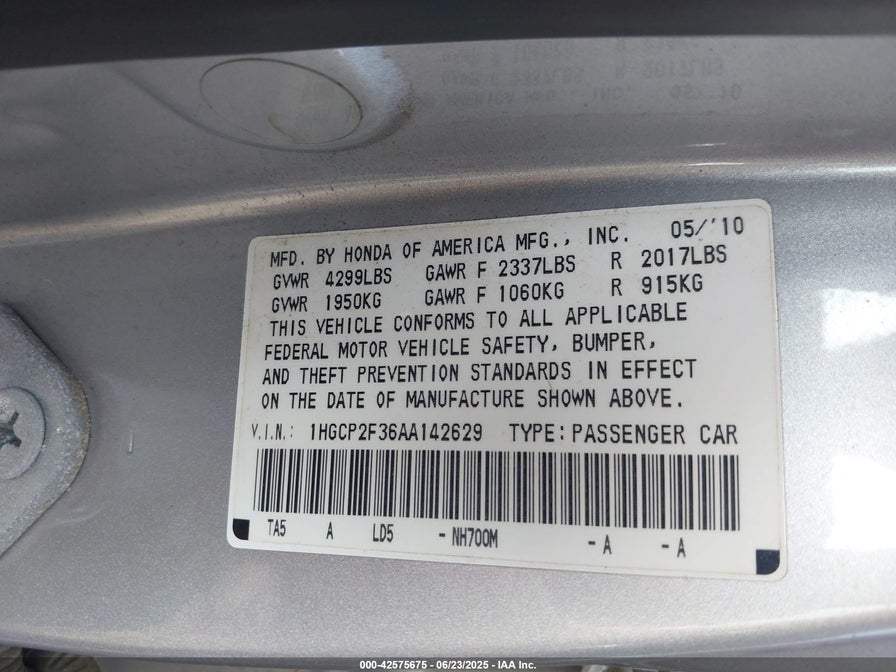 MFD. BY HONDA OF AMERICA MFG., INC. 05/'10
GVWR 4299LBS GAWR F 2337LBS R 2017LBS
GVWR 1950KG GAWR F 1060KG R 915KG
THIS VEHICLE CONFORMS TO ALL APPLICABLE
FEDERAL MOTOR VEHICLE SAFETY, BUMPER,
AND THEFT PREVENTION STANDARDS IN EFFECT
ON THE DATE OF MANUFACTURE SHOWN ABOVE.
V.I.N.: 1HGCP2F36AA142629 TYPE: PASSENGER CAR
TA5 A LD5 - NH700M - A - A
000-42575675 - 06/23/2025 - IAA Inc.